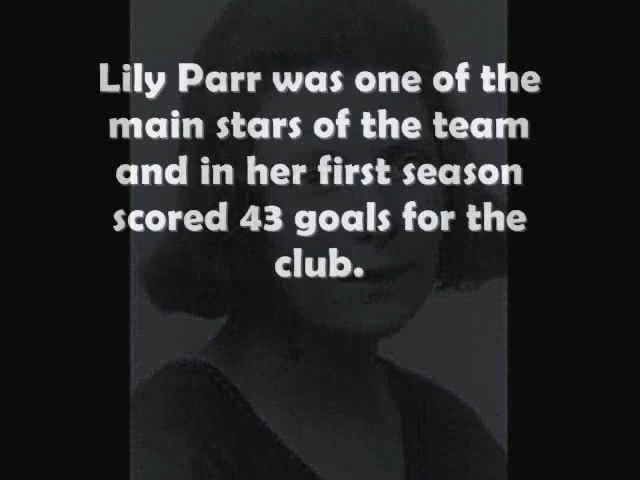 Lily Parr was one of the
main stars of the team
and in her first season
scored 43 goals for the
club.